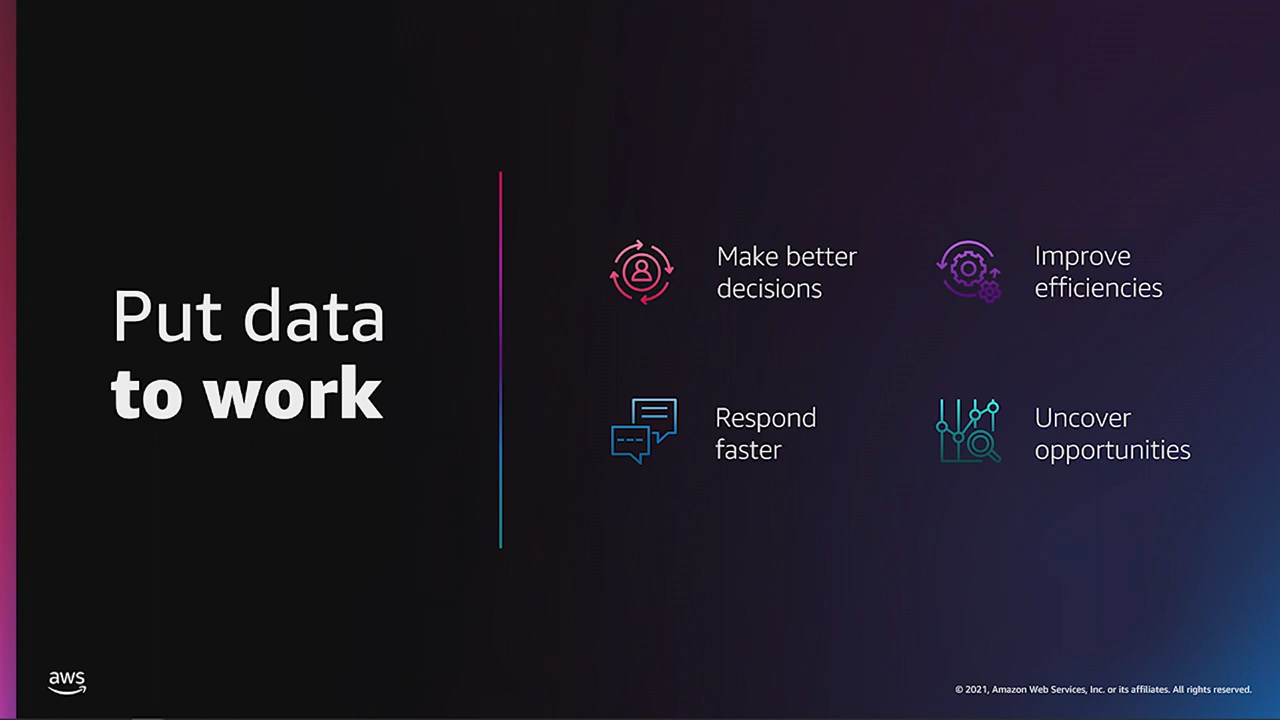 Put data
to work
Make better
decisions
Improve
efficiencies
Respond
faster
Uncover
opportunities
aws
© 2021, Amazon Web Services, Inc. or its affiliates. All rights reserved.